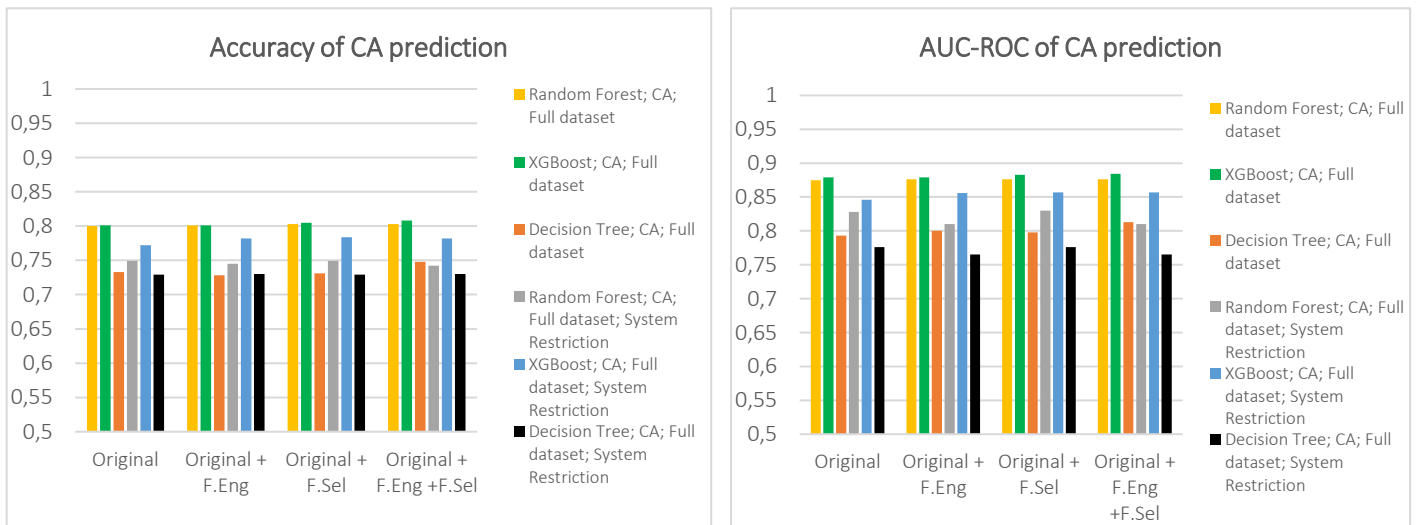 Accuracy of CA prediction
1
0,95
0,9
0,85
0,8
0,75
0,7
0,65
0,6
0,55
0,5
Original
Original +
F.Eng
Original +
F.Sel
Original +
F.Eng +F.Sel
Random Forest; CA;
Full dataset
XGBoost; CA; Full
dataset
Decision Tree; CA; Full
dataset
Random Forest; CA;
Full dataset; System
Restriction
XGBoost; CA; Full
dataset; System
Restriction
Decision Tree; CA; Full
dataset; System
Restriction
AUC-ROC of CA prediction
1
0,95
0,9
0,85
0,8
0,75
0,7
0,65
0,6
0,55
0,5
Original
Original +
F.Eng
Original +
F.Sel
Original +
F.Eng
+F.Sel
Random Forest; CA; Full
dataset
XGBoost; CA; Full
dataset
Decision Tree; CA; Full
dataset
Random Forest; CA; Full
dataset; System
Restriction
XGBoost; CA; Full
dataset; System
Restriction
Decision Tree; CA; Full
dataset; System
Restriction